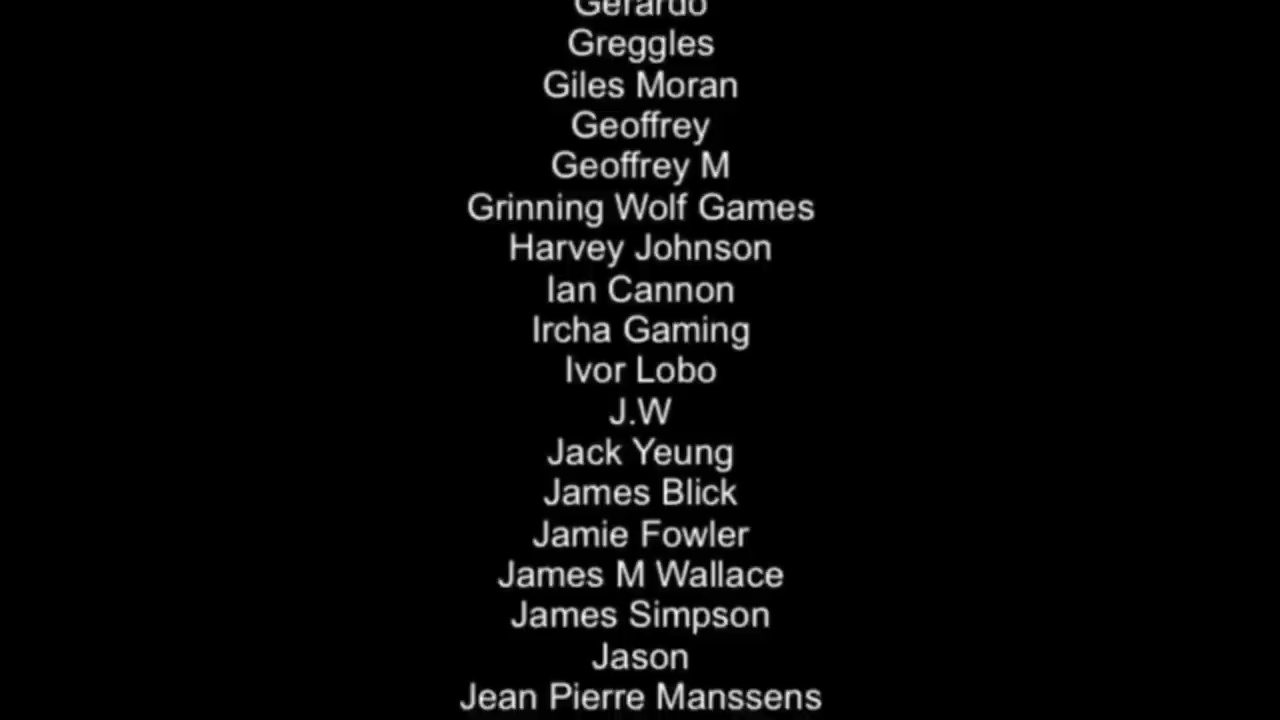 Gerardo
Greggles
Giles Moran
Geoffrey
Geoffrey M
Grinning Wolf Games
Harvey Johnson
Ian Cannon
Ircha Gaming
Ivor Lobo
J.W
Jack Yeung
James Blick
Jamie Fowler
James M Wallace
James Simpson
Jason
Jean Pierre Manssens